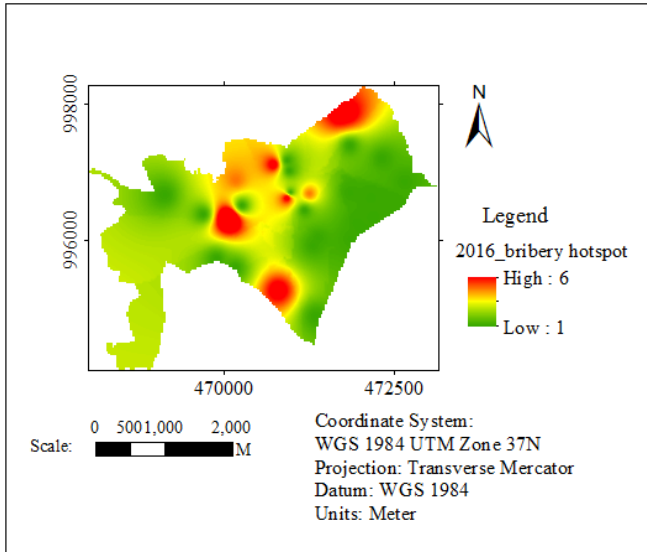 998000
996000
470000
472500
N
Legend
2016_bribery hotspot
High : 6
Low : 1
Scale:
0 5001,000 2,000
M
Coordinate System:
WGS 1984 UTM Zone 37N
Projection: Transverse Mercator
Datum: WGS 1984
Units: Meter